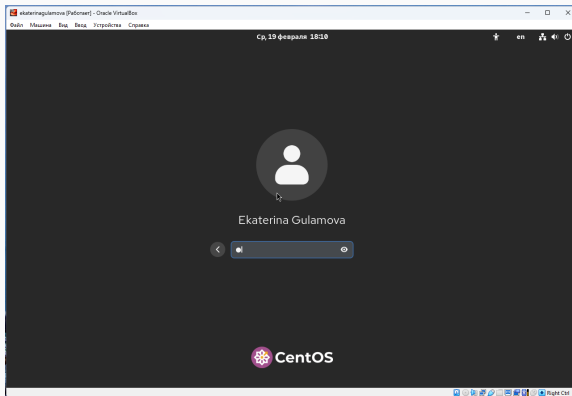 ekaterinagulamova [Работает] - Oracle VirtualBox
Файл Машина Вид Ввод Устройства Справка
Ср, 19 февраля 18:10
en
Ekaterina Gulamova
CentOS
Right Ctrl